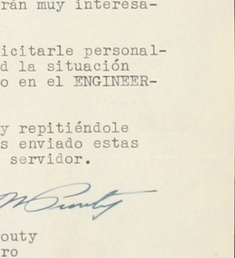 rán muy interesa-
icitarle personal-
d la situación
o en el ENGINEER-
y repitiéndole
s enviado estas
servidor.
outy
ro